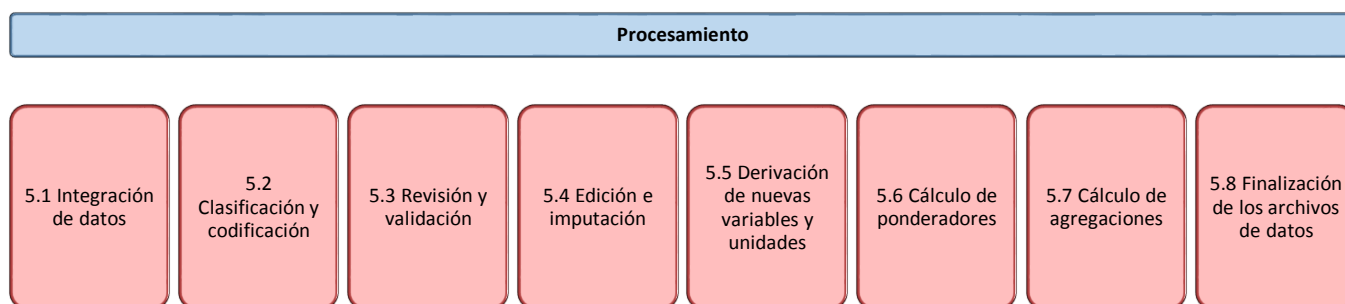 Procesamiento
5.1 Integración
de datos
5.2
Clasificación y
codificación
5.3 Revisión y
validación
5.4 Edición e
imputación
5.5 Derivación
de nuevas
variables y
unidades
5.6 Cálculo de
ponderadores
5.7 Cálculo de
agregaciones
5.8 Finalización
de los archivos
de datos